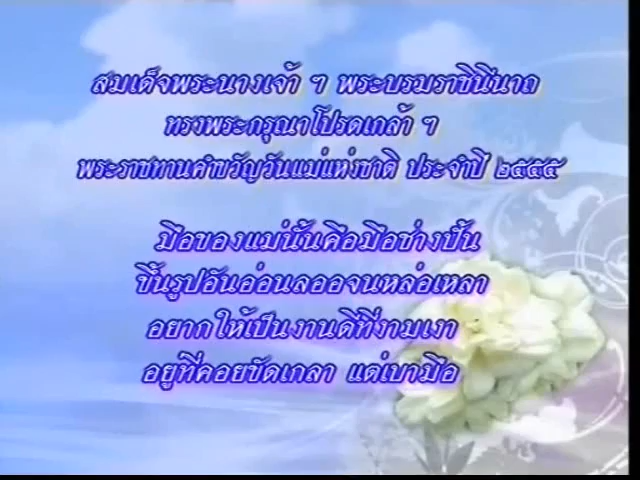 สมเด็จพระนางเจ้า ฯ พระบรมราชินีนาถ
ทรงพระกรุณาโปรดเกล้า ฯ
พระราชทานคำขวัญวันแม่แห่งชาติ ประจำปี ๒๕๕๕
มือของแม่นั้นคือมือช่างปั้น
ขึ้นรูปอันอ่อนลออจนหล่อเหลา
อยากให้เป็นงานดีที่งามเงา
อยู่ที่คอยขัดเกลา แต่เบามือ